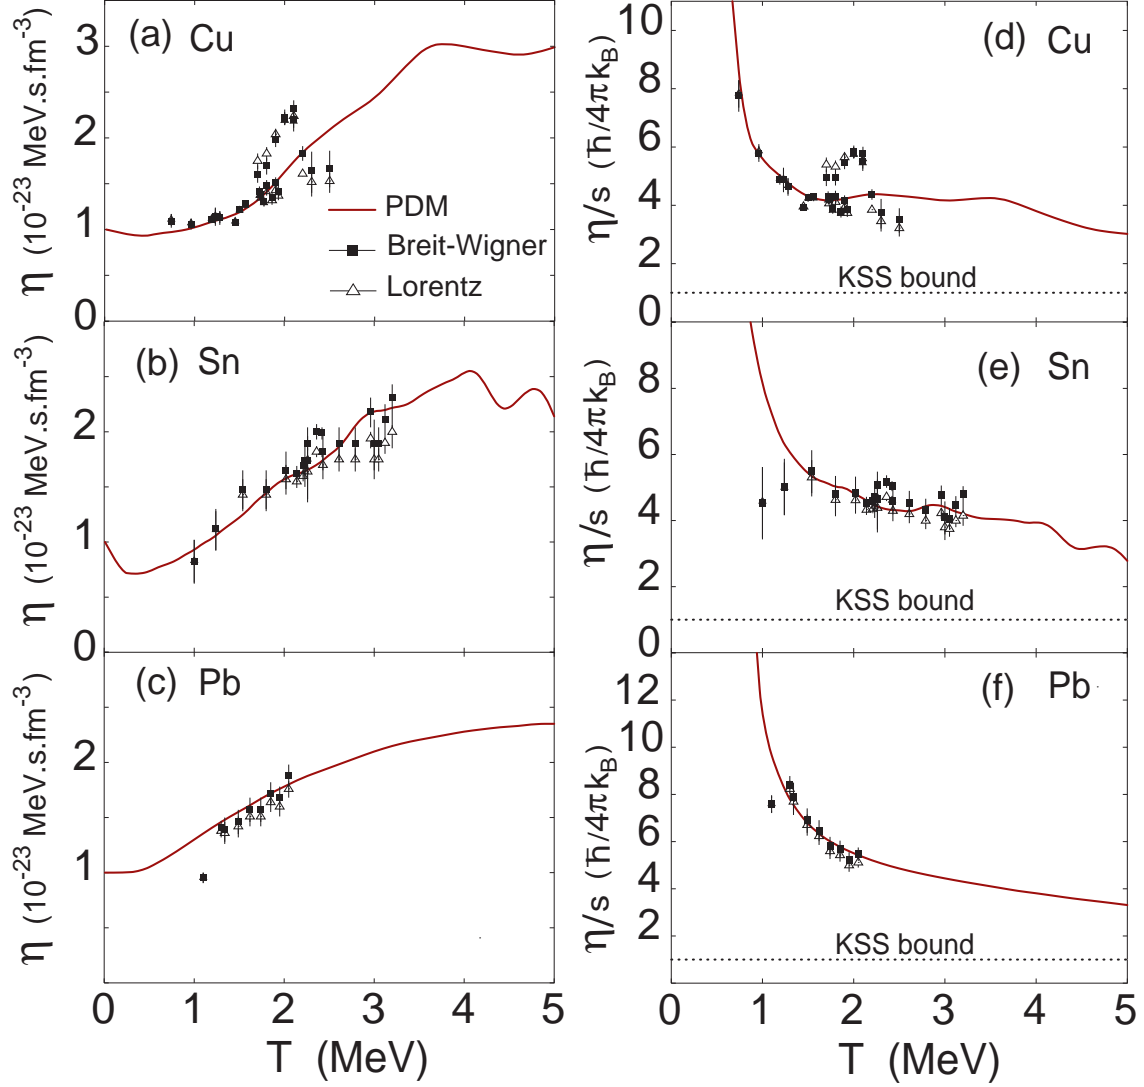 (a) Cu
η (10-23 MeV.s.fm-3)
3
2
1
0
PDM
Breit-Wigner
Lorentz
(d) Cu
η/s (ħ/4πkB)
10
8
6
4
2
0
KSS bound
(b) Sn
η (10-23 MeV.s.fm-3)
2
1
0
(e) Sn
η/s (ħ/4πkB)
8
6
4
2
0
KSS bound
(c) Pb
η (10-23 MeV.s.fm-3)
2
1
0 1 2 3 4 5
T (MeV)
(f) Pb
η/s (ħ/4πkB)
12
10
8
6
4
2
KSS bound
0 1 2 3 4 5
T (MeV)